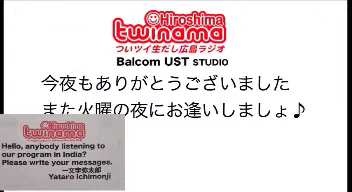 Hiroshima
twinama
ついツイ生だし広島ラジオ
Balcom UST STUDIO
今夜もありがとうございました
また火曜の夜にお逢いしましょ♪
Hiroshima
twinama
Hello, anybody listening to
our program in India?
Please write your messages.
一文字弥太郎
Yataro Ichimonji